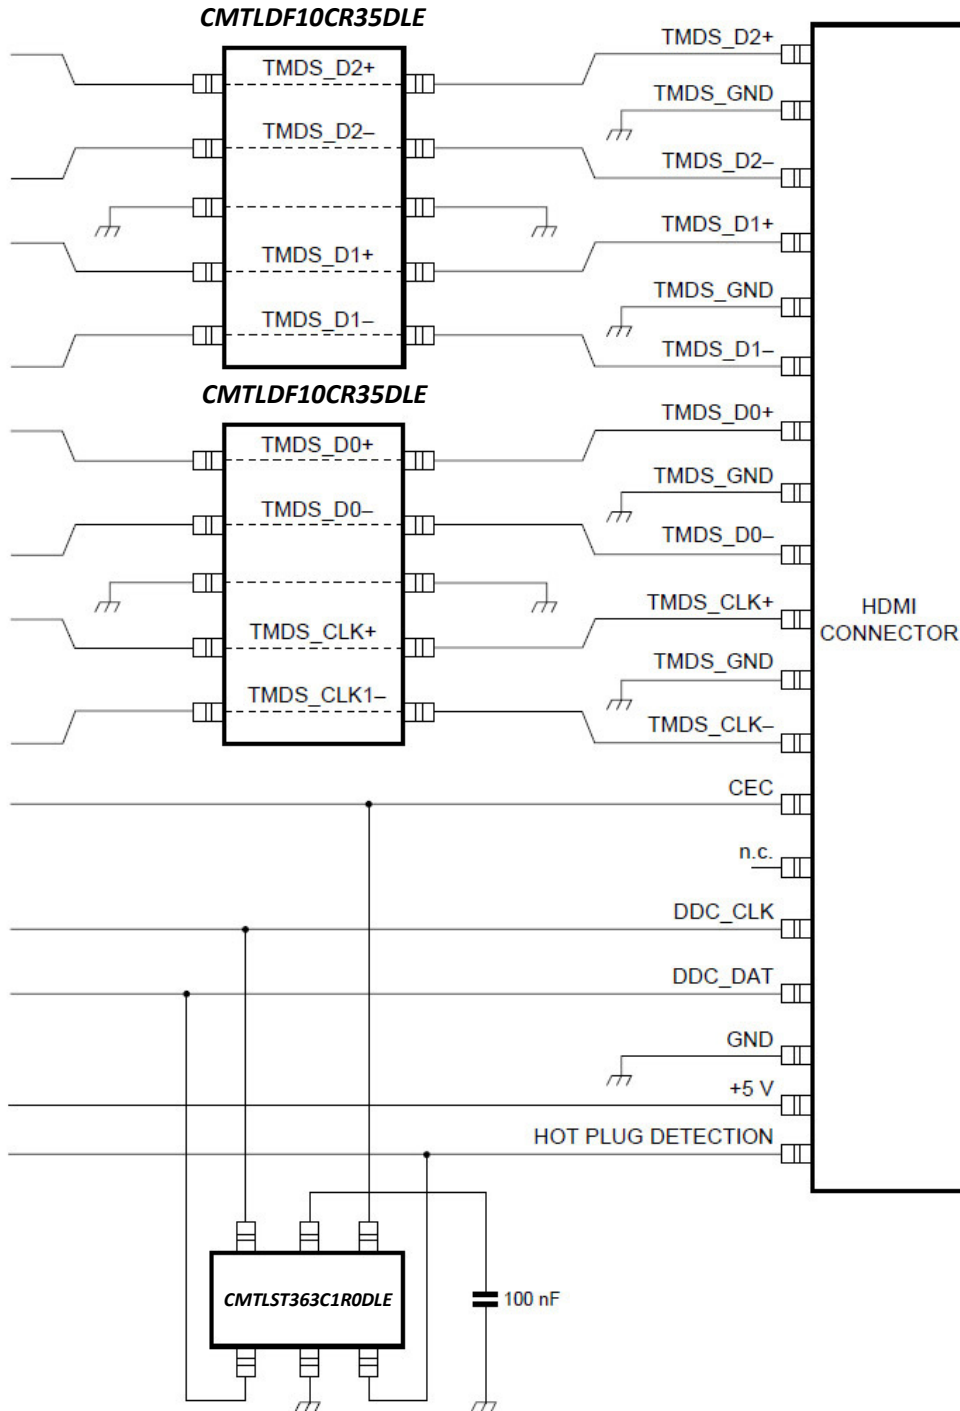 CMTLDF10CR35DLE
TMDS_D2+
TMDS_D2–
TMDS_D1+
TMDS_D1–
CMTLDF10CR35DLE
TMDS_D0+
TMDS_D0–
TMDS_CLK+
TMDS_CLK1–
TMDS_D2+
TMDS_GND
TMDS_D2–
TMDS_D1+
TMDS_GND
TMDS_D1–
TMDS_D0+
TMDS_GND
TMDS_D0–
TMDS_CLK+
TMDS_GND
TMDS_CLK–
CEC
n.c.
DDC_CLK
DDC_DAT
GND
+5 V
HOT PLUG DETECTION
HDMI
CONNECTOR
CMTLST363C1R0DLE
100 nF